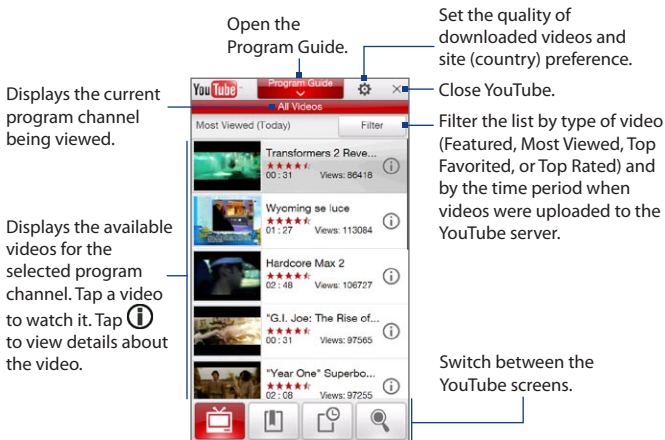 Open the
Program Guide.
Set the quality of
downloaded videos and
site (country) preference.
Displays the current
program channel
being viewed.
Close YouTube.
Filter the list by type of video
(Featured, Most Viewed, Top
Favorited, or Top Rated) and
by the time period when
videos were uploaded to the
YouTube server.
Displays the available
videos for the
selected program
channel. Tap a video
to watch it. Tap
to view details about
the video.
Switch between the
YouTube screens.
YouTube
Program Guide
All Videos
Most Viewed (Today)
Filter
Transformers 2 Reve...
00 : 31 Views: 86418
Wyoming se luce
01 : 27 Views: 113084
Hardcore Max 2
02 : 48 Views: 106727
"G.I. Joe: The Rise of...
00 : 31 Views: 97565
"Year One" Superbo...
02 : 08 Views: 97255